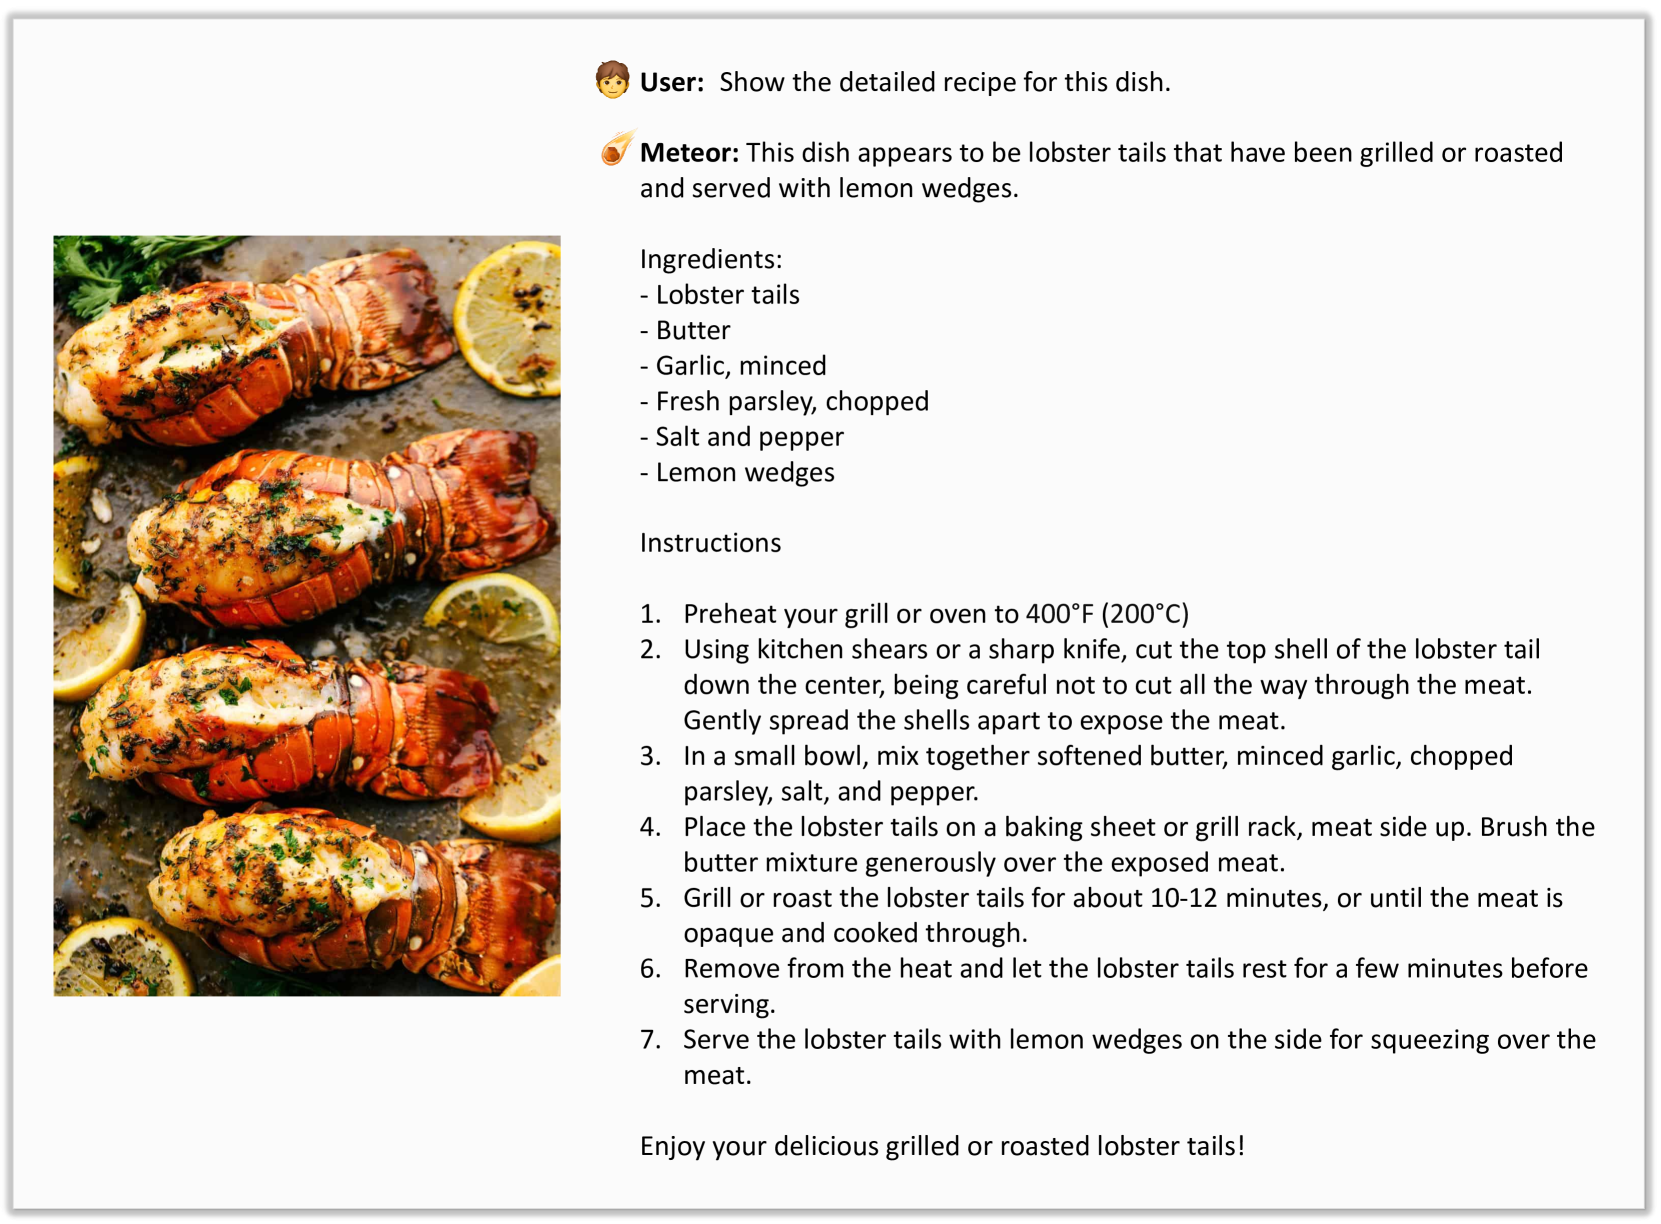 User: Show the detailed recipe for this dish.
Meteor: This dish appears to be lobster tails that have been grilled or roasted
and served with lemon wedges.
Ingredients:
- Lobster tails
- Butter
- Garlic, minced
- Fresh parsley, chopped
- Salt and pepper
- Lemon wedges
Instructions
1. Preheat your grill or oven to 400°F (200°C)
2. Using kitchen shears or a sharp knife, cut the top shell of the lobster tail
down the center, being careful not to cut all the way through the meat.
Gently spread the shells apart to expose the meat.
3. In a small bowl, mix together softened butter, minced garlic, chopped
parsley, salt, and pepper.
4. Place the lobster tails on a baking sheet or grill rack, meat side up. Brush the
butter mixture generously over the exposed meat.
5. Grill or roast the lobster tails for about 10-12 minutes, or until the meat is
opaque and cooked through.
6. Remove from the heat and let the lobster tails rest for a few minutes before
serving.
7. Serve the lobster tails with lemon wedges on the side for squeezing over the
meat.
Enjoy your delicious grilled or roasted lobster tails!